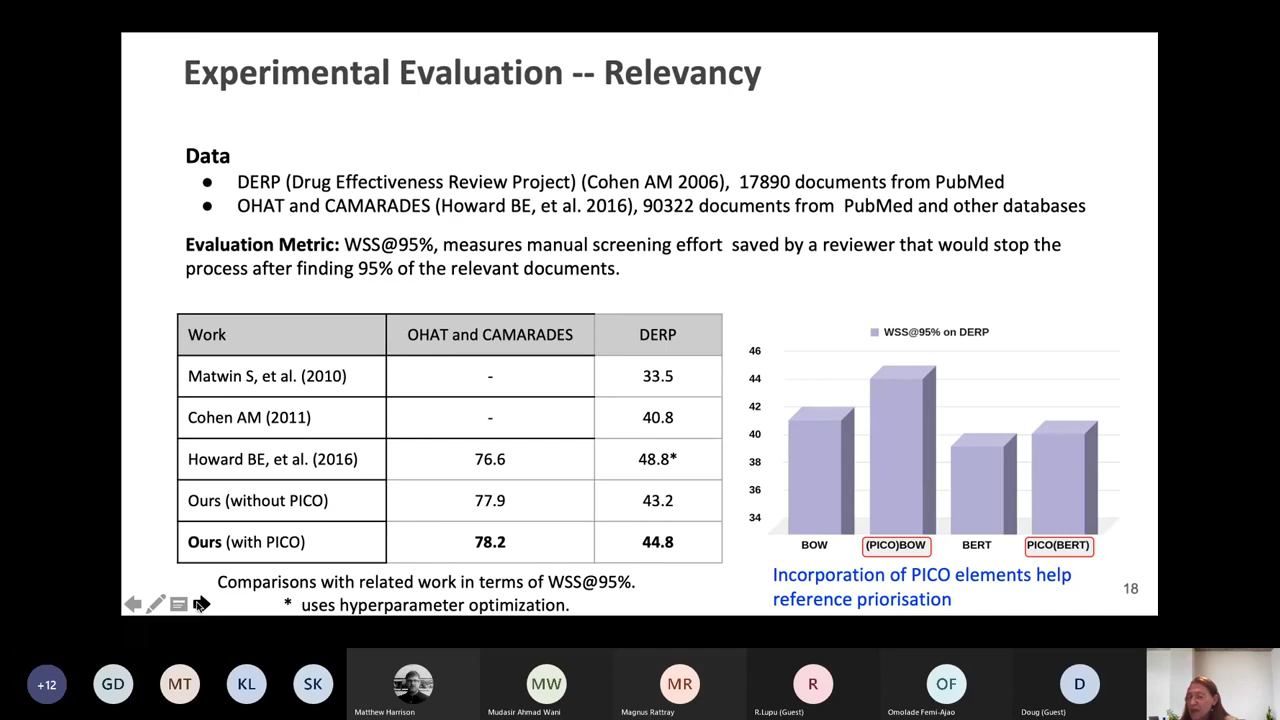 Experimental Evaluation -- Relevancy
Data
● DERP (Drug Effectiveness Review Project) (Cohen AM 2006), 17890 documents from PubMed
● OHAT and CAMARADES (Howard BE, et al. 2016), 90322 documents from PubMed and other databases
Evaluation Metric: WSS@95%, measures manual screening effort saved by a reviewer that would stop the
process after finding 95% of the relevant documents.
Work OHAT and CAMARADES DERP
Matwin S, et al. (2010) - 33.5
Cohen AM (2011) - 40.8
Howard BE, et al. (2016) 76.6 48.8*
Ours (without PICO) 77.9 43.2
Ours (with PICO) 78.2 44.8
Comparisons with related work in terms of WSS@95%.
* uses hyperparameter optimization.
WSS@95% on DERP
46
44
42
40
38
36
34
BOW (PICO)BOW BERT PICO(BERT)
Incorporation of PICO elements help
reference priorisation
18
+12 GD MT KL SK MW MR R OF D
Matthew Harrison Mudasir Ahmad Wani Magnus Rattray R.Lupu (Guest) Omolade Femi-Ajao Doug (Guest)